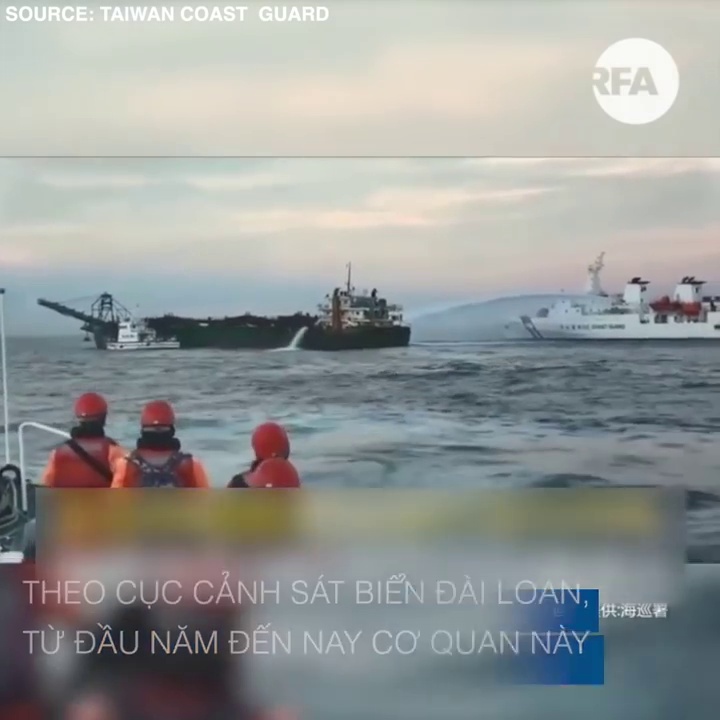 SOURCE: TAIWAN COAST GUARD
RFA
THEO CỤC CẢNH SÁT BIỂN ĐÀI LOAN,
供:海巡署
TỪ ĐẦU NĂM ĐẾN NAY CƠ QUAN NÀY